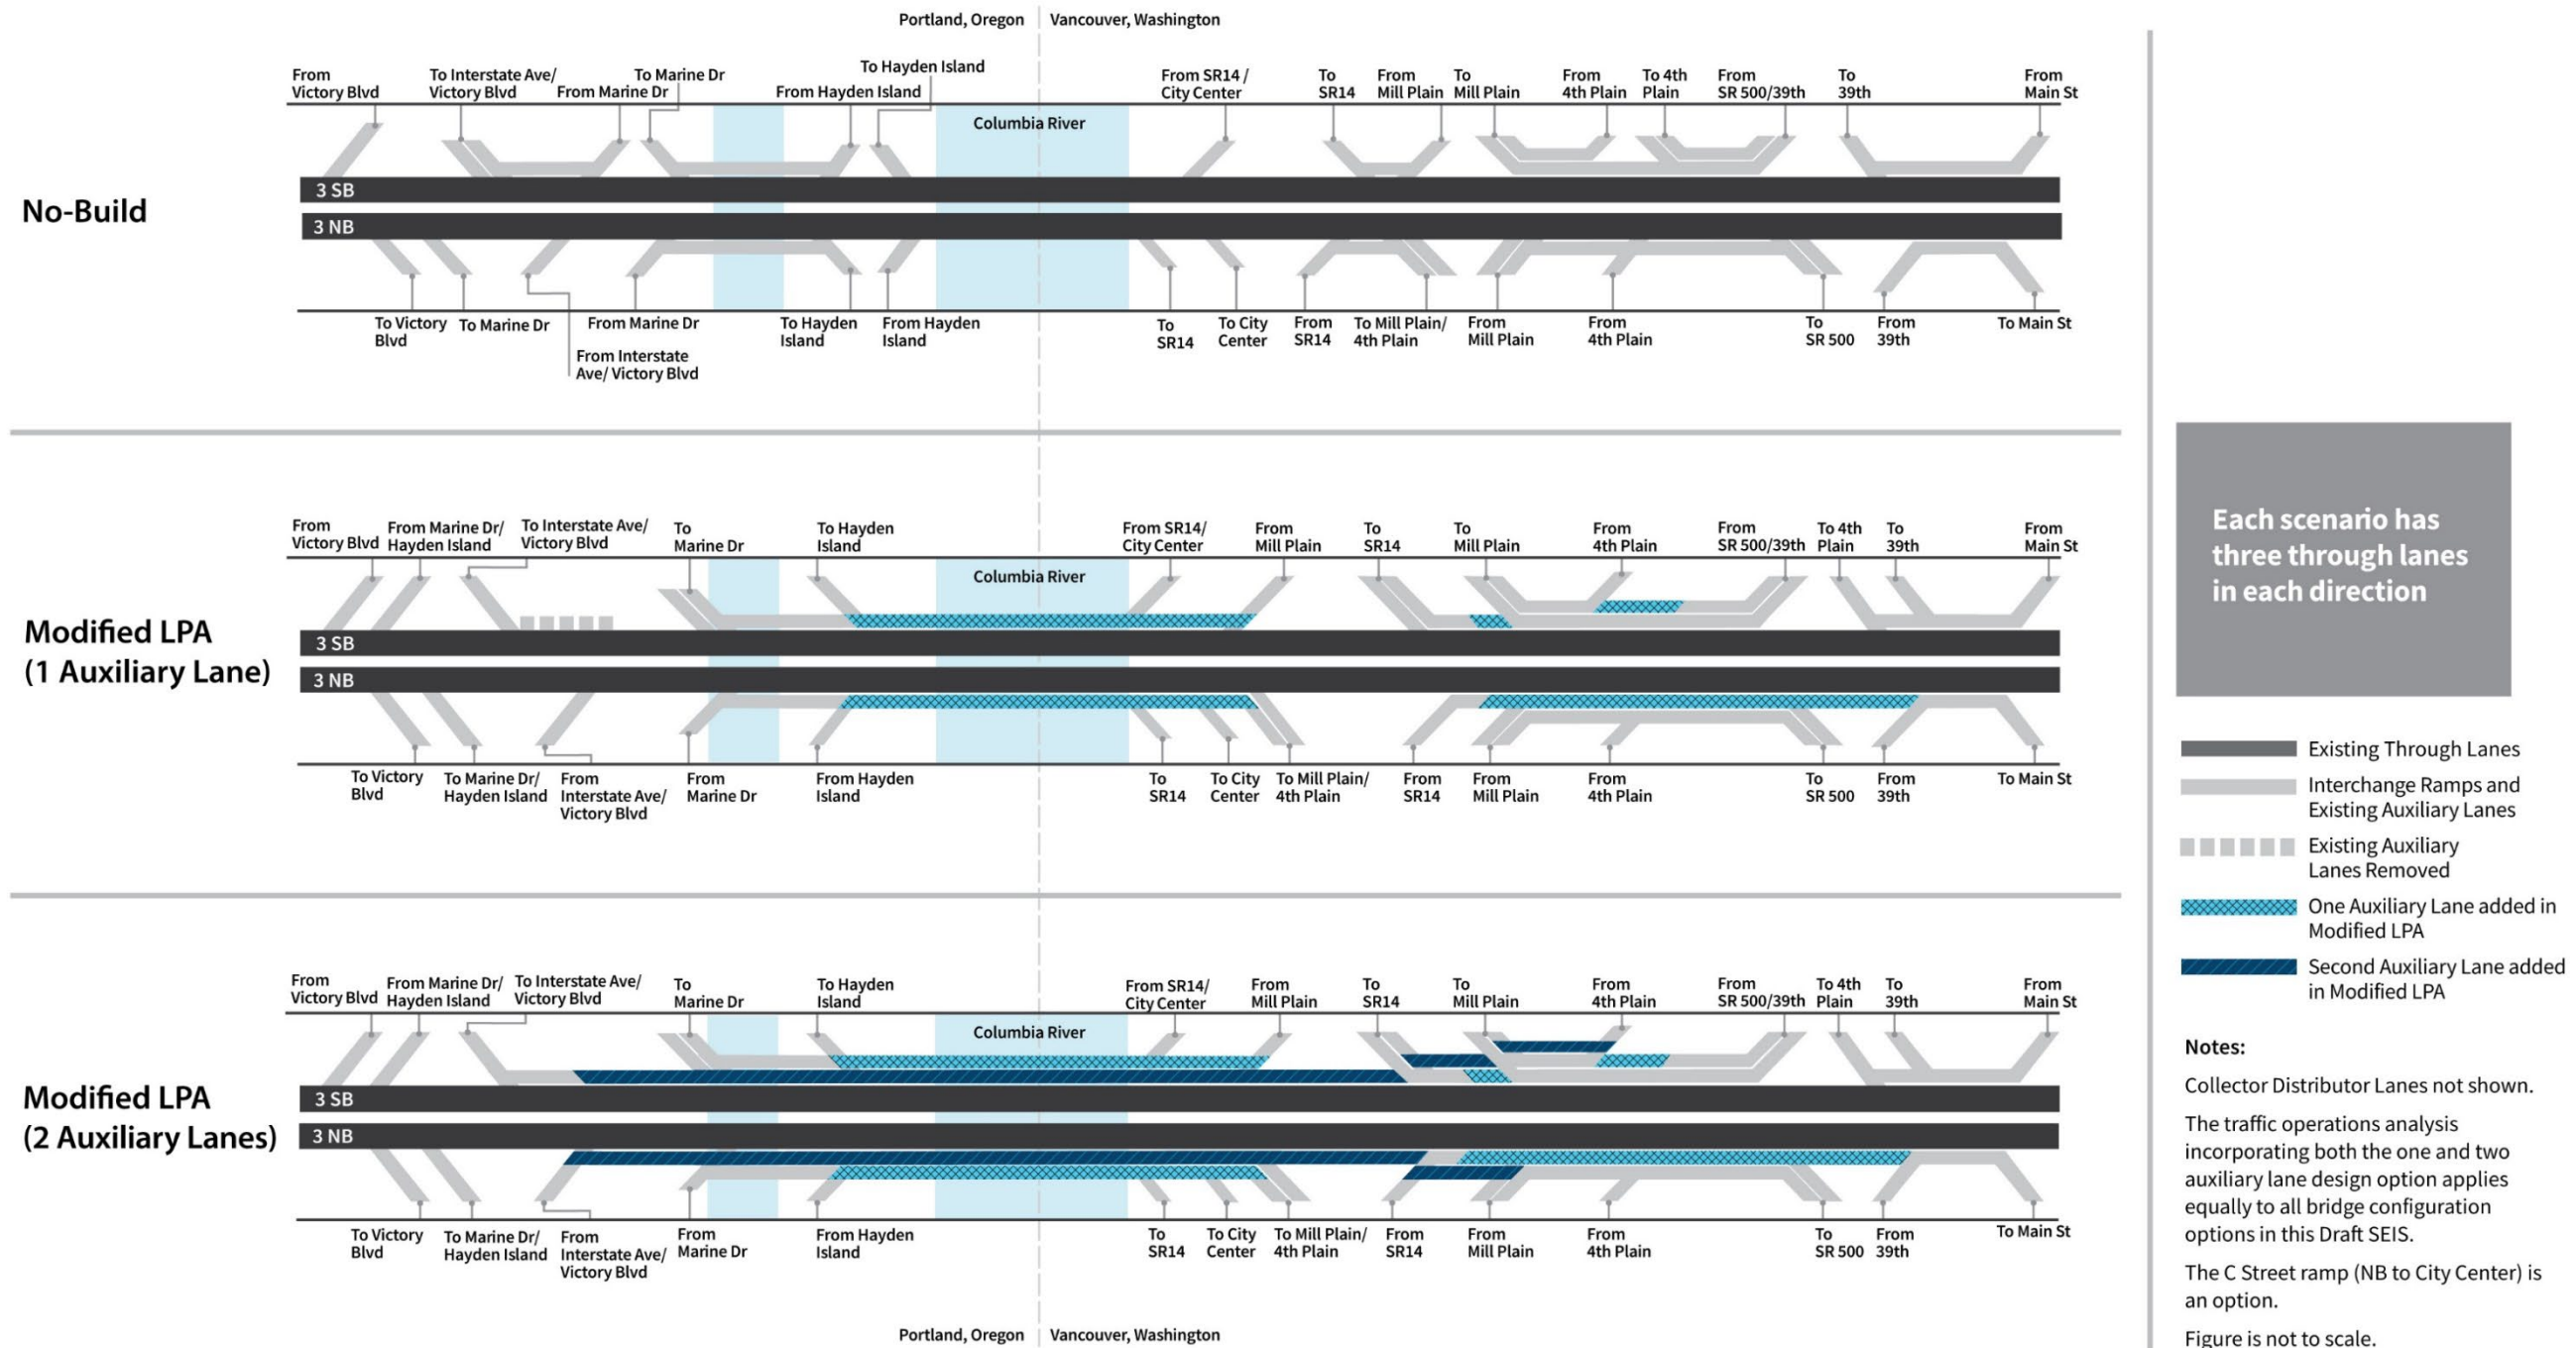 Portland, Oregon
Vancouver, Washington
No-Build
From
Victory Blvd
To Interstate Ave/
Victory Blvd
From Marine Dr
To Marine Dr
From Hayden Island
To Hayden Island
Columbia River
From SR14 /
City Center
To
SR14
From
Mill Plain
To
Mill Plain
From
4th Plain
To 4th
Plain
From
SR 500/39th
To
39th
From
Main St
3 SB
3 NB
To Victory
Blvd
To Marine Dr
From Interstate
Ave/ Victory Blvd
From Marine Dr
To Hayden
Island
From Hayden
Island
To
SR14
To City
Center
From
SR14
To Mill Plain/
4th Plain
From
Mill Plain
From
4th Plain
To
SR 500
From
39th
To Main St
Modified LPA
(1 Auxiliary Lane)
From
Victory Blvd
From Marine Dr/
Hayden Island
To Interstate Ave/
Victory Blvd
To
Marine Dr
To Hayden
Island
Columbia River
From SR14/
City Center
From
Mill Plain
To
SR14
To
Mill Plain
From
4th Plain
From
SR 500/39th
To 4th
Plain
To
39th
From
Main St
3 SB
3 NB
To Victory
Blvd
To Marine Dr/
Hayden Island
From
Interstate Ave/
Victory Blvd
From
Marine Dr
From Hayden
Island
To
SR14
To City
Center
To Mill Plain/
4th Plain
From
SR14
From
Mill Plain
From
4th Plain
To
SR 500
From
39th
To Main St
Modified LPA
(2 Auxiliary Lanes)
From
Victory Blvd
From Marine Dr/
Hayden Island
To Interstate Ave/
Victory Blvd
To
Marine Dr
To Hayden
Island
Columbia River
From SR14/
City Center
From
Mill Plain
To
SR14
To
Mill Plain
From
4th Plain
From
SR 500/39th
To 4th
Plain
To
39th
From
Main St
3 SB
3 NB
To Victory
Blvd
To Marine Dr/
Hayden Island
From
Interstate Ave/
Victory Blvd
From
Marine Dr
From Hayden
Island
To
SR14
To City
Center
To Mill Plain/
4th Plain
From
SR14
From
Mill Plain
From
4th Plain
To
SR 500
From
39th
To Main St
Portland, Oregon
Vancouver, Washington
Each scenario has
three through lanes
in each direction
Existing Through Lanes
Interchange Ramps and
Existing Auxiliary Lanes
Existing Auxiliary
Lanes Removed
One Auxiliary Lane added in
Modified LPA
Second Auxiliary Lane added
in Modified LPA
Notes:
Collector Distributor Lanes not shown.
The traffic operations analysis
incorporating both the one and two
auxiliary lane design option applies
equally to all bridge configuration
options in this Draft SEIS.
The C Street ramp (NB to City Center) is
an option.
Figure is not to scale.